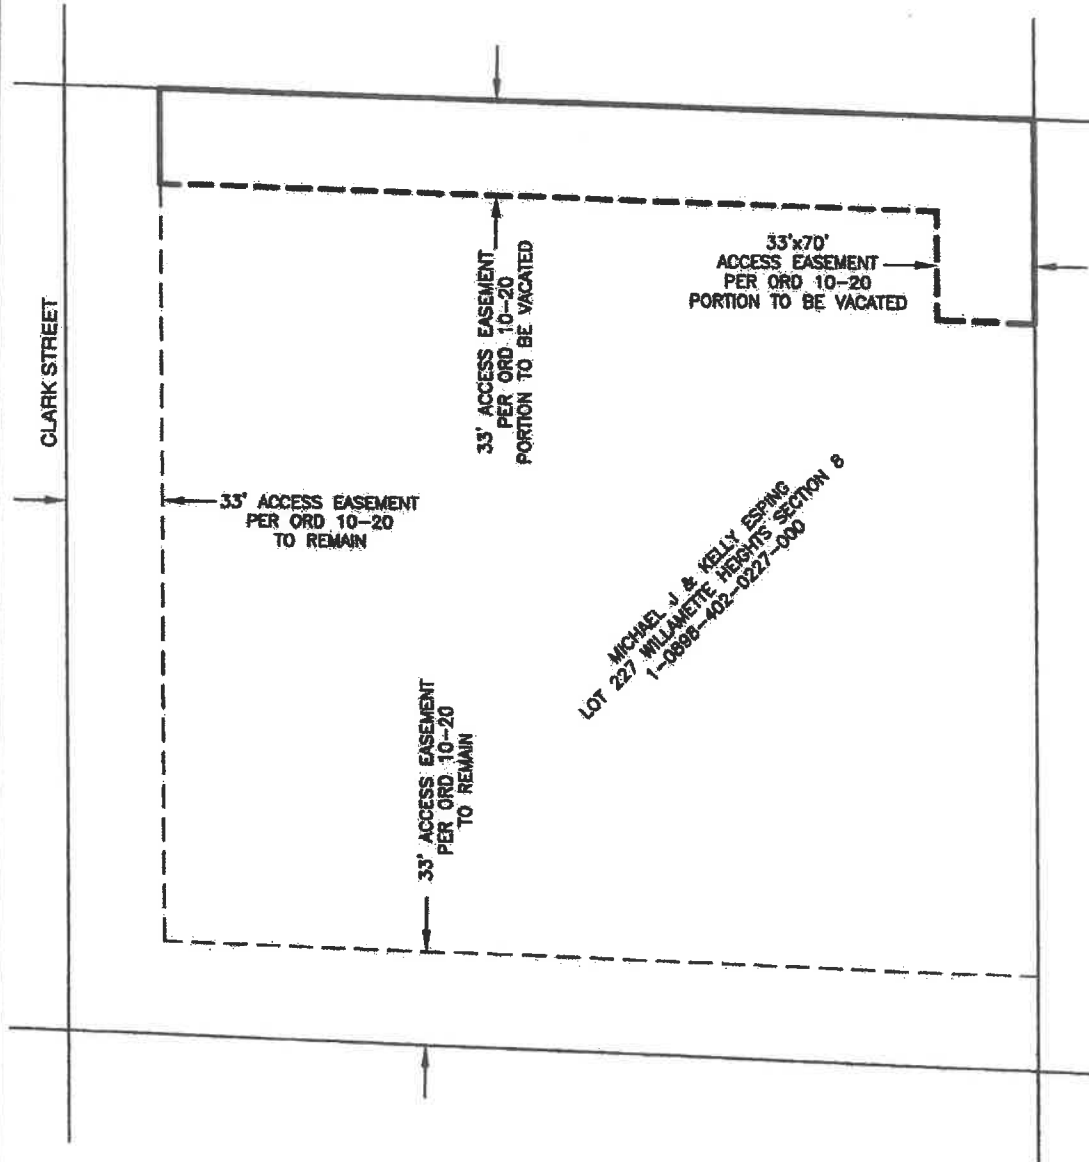 33'x70'
ACCESS EASEMENT
PER ORD 10-20
PORTION TO BE VACATED
33' ACCESS EASEMENT
PER ORD 10-20
PORTION TO BE VACATED
CLARK STREET
33' ACCESS EASEMENT
PER ORD 10-20
TO REMAIN
MICHAEL J & KELLY ESPING
LOT 227 WILLAMETTE HEIGHTS SECTION 8
1-0898-402-0227-000
33' ACCESS EASEMENT
PER ORD 10-20
TO REMAIN